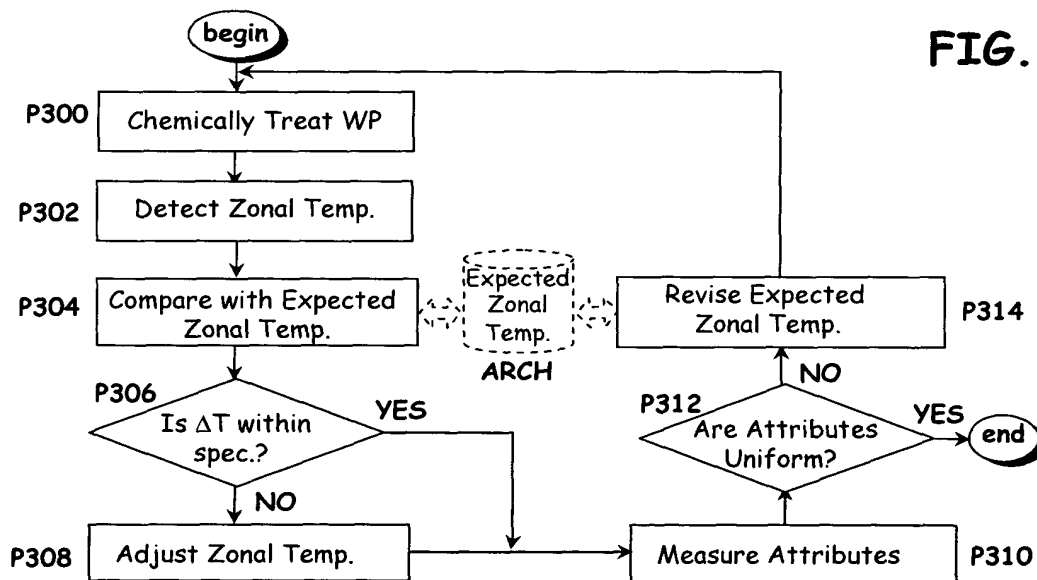 begin
FIG.
P300
Chemically Treat WP
P302
Detect Zonal Temp.
P304
Compare with Expected
Zonal Temp.
Expected
Zonal
Temp.
ARCH
Revise Expected
Zonal Temp.
P314
P306
Is ΔT within
spec.?
YES
NO
P312
Are Attributes
Uniform?
NO
YES
end
P308
Adjust Zonal Temp.
Measure Attributes
P310